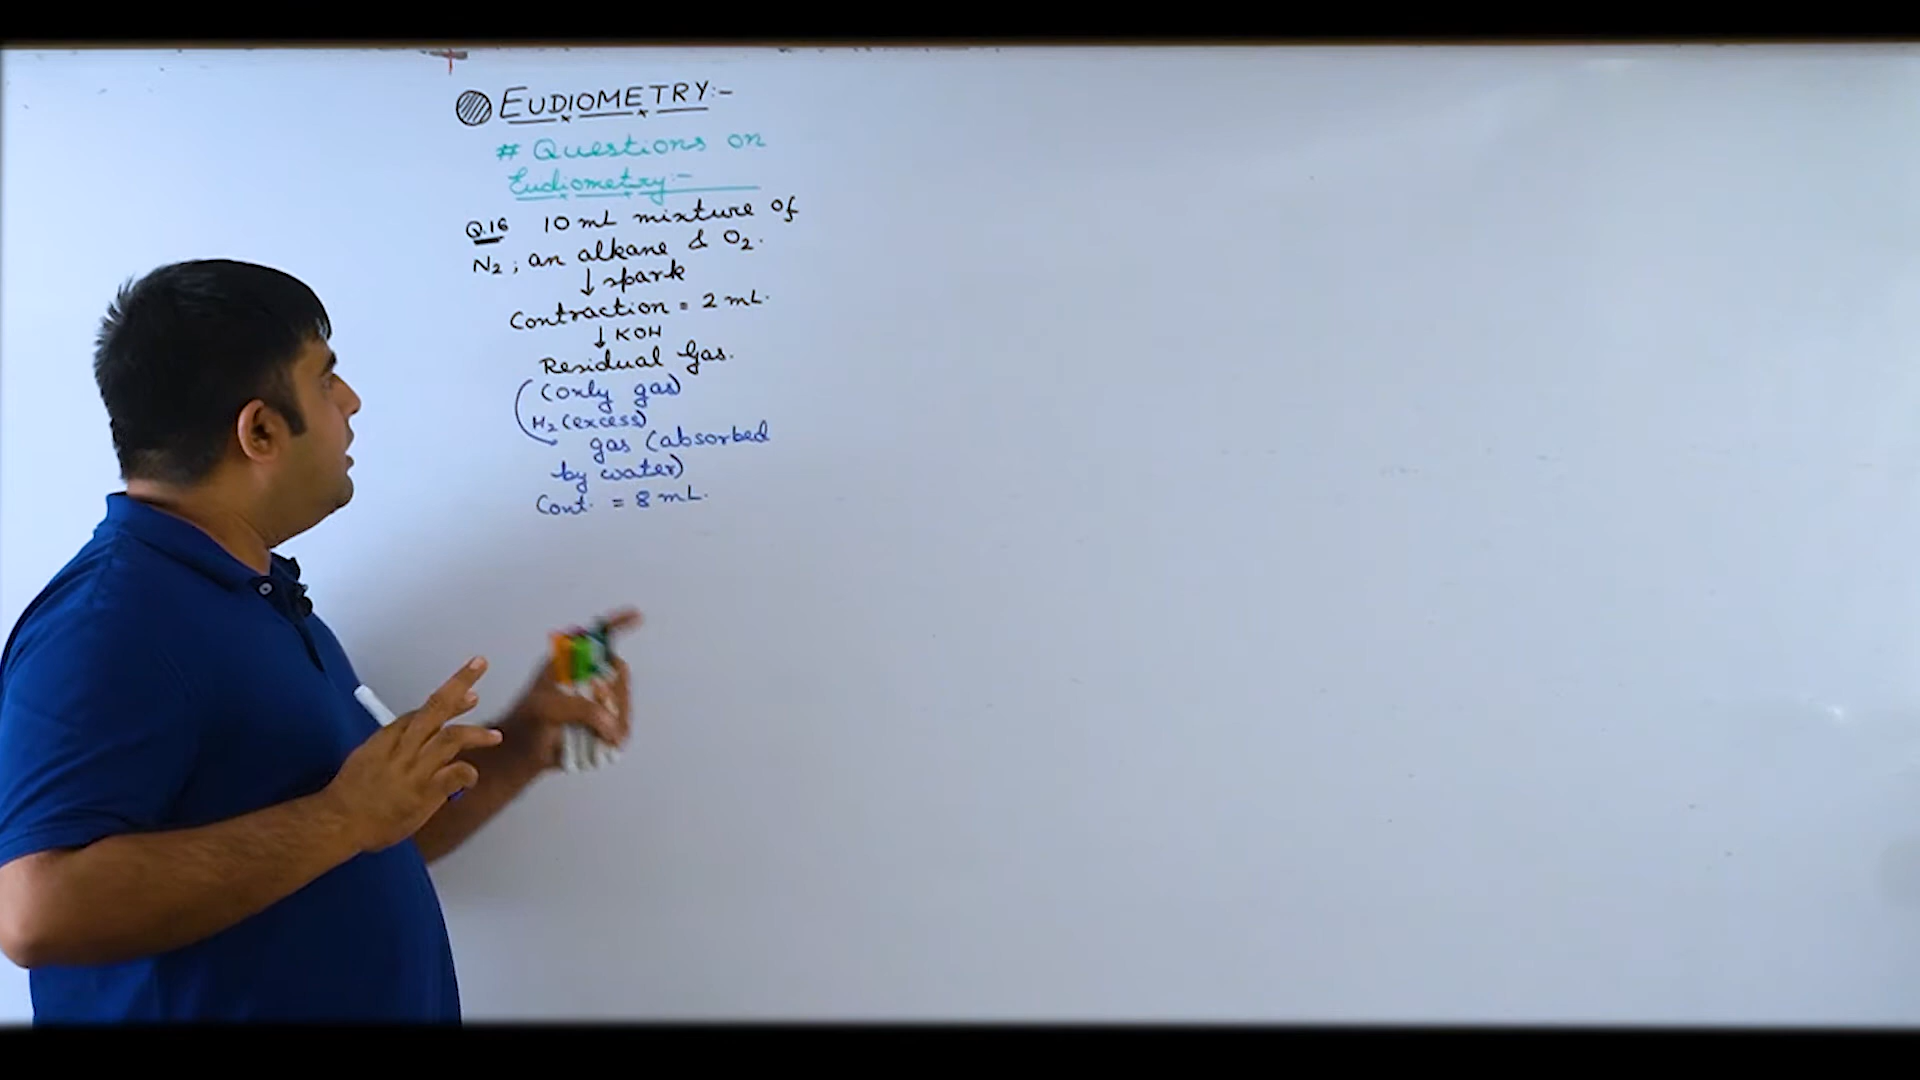 EUDIOMETRY:-
# Questions on
Eudiometry:-
Q.16 10 mL mixture of
N2, an alkane & O2.
↓ spark
Contraction = 2 mL.
↓ KOH
Residual Gas.
(only gas)
H2 (excess)
gas (absorbed
by water)
Cont. = 8 mL.